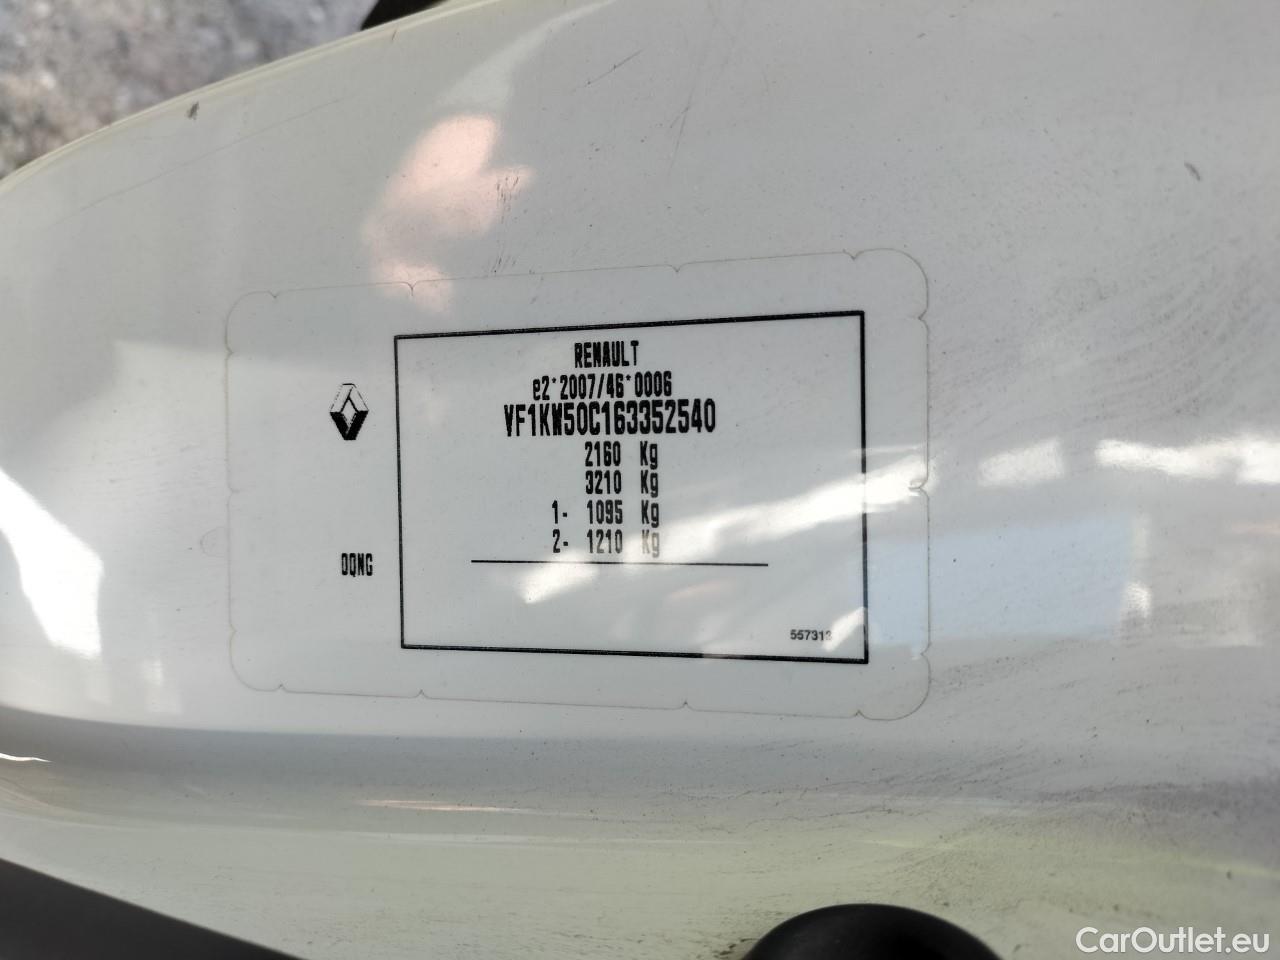 RENAULT
e2*2007/46*0006
VF1KW50C163352540
2160 Kg
3210 Kg
1- 1095 Kg
2- 1210 Kg
OQNG
557313
CarOutlet.eu